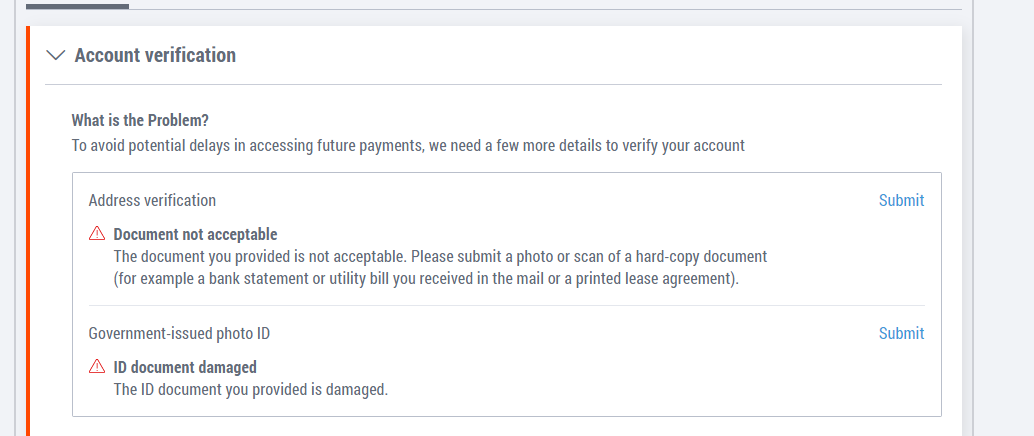 Account verification
What is the Problem?
To avoid potential delays in accessing future payments, we need a few more details to verify your account
Address verification
Submit
Document not acceptable
The document you provided is not acceptable. Please submit a photo or scan of a hard-copy document
(for example a bank statement or utility bill you received in the mail or a printed lease agreement).
Government-issued photo ID
Submit
ID document damaged
The ID document you provided is damaged.